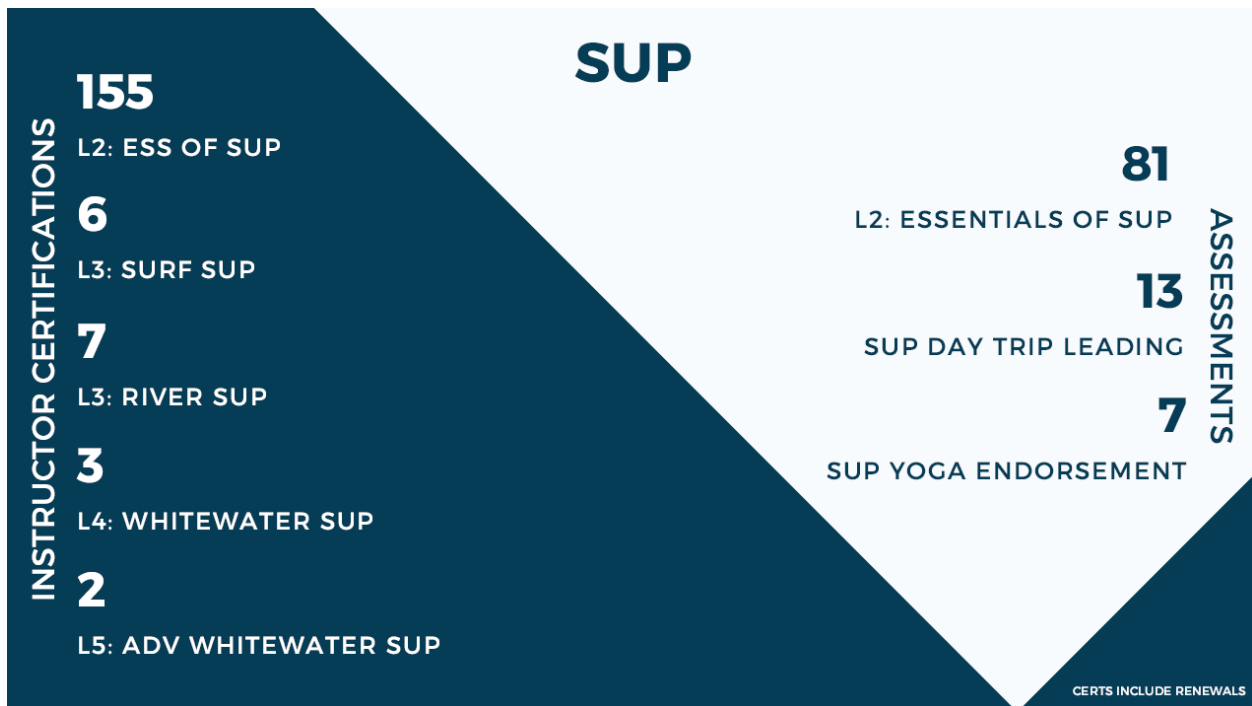 SUP
INSTRUCTOR CERTIFICATIONS
155
L2: ESS OF SUP
6
L3: SURF SUP
7
L3: RIVER SUP
3
L4: WHITEWATER SUP
2
L5: ADV WHITEWATER SUP
ASSESSMENTS
81
L2: ESSENTIALS OF SUP
13
SUP DAY TRIP LEADING
7
SUP YOGA ENDORSEMENT
CERTS INCLUDE RENEWALS